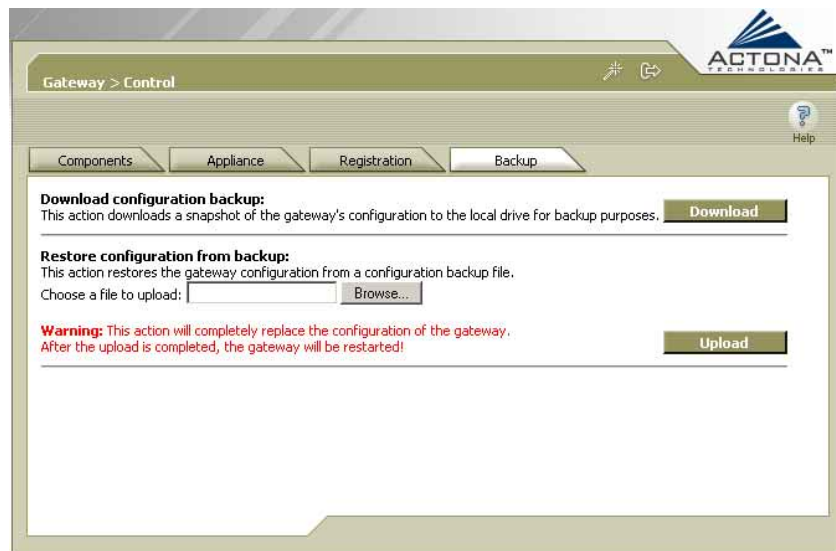 ACTONA™
TECHNOLOGIES
Gateway > Control
Help
Components
Appliance
Registration
Backup
Download configuration backup:
This action downloads a snapshot of the gateway's configuration to the local drive for backup purposes.
Download
Restore configuration from backup:
This action restores the gateway configuration from a configuration backup file.
Choose a file to upload:
Browse...
Warning: This action will completely replace the configuration of the gateway.
After the upload is completed, the gateway will be restarted!
Upload